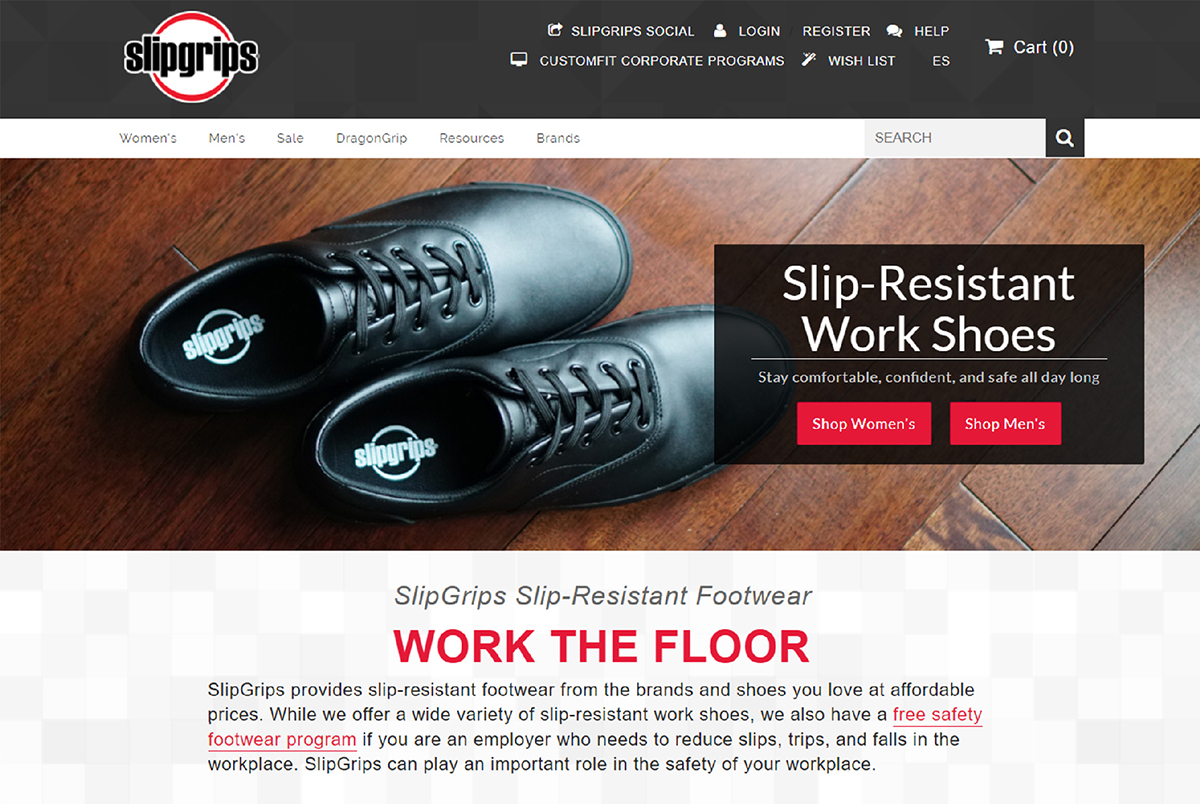 slipgrips
SLIPGRIPS SOCIAL LOGIN / REGISTER HELP
CUSTOMFIT CORPORATE PROGRAMS WISH LIST ES
Cart (0)
Women's Men's Sale DragonGrip Resources Brands
SEARCH
slipgrips
slipgrips
Slip-Resistant
Work Shoes
Stay comfortable, confident, and safe all day long
Shop Women's Shop Men's
SlipGrips Slip-Resistant Footwear
WORK THE FLOOR
SlipGrips provides slip-resistant footwear from the brands and shoes you love at affordable
prices. While we offer a wide variety of slip-resistant work shoes, we also have a free safety
footwear program if you are an employer who needs to reduce slips, trips, and falls in the
workplace. SlipGrips can play an important role in the safety of your workplace.